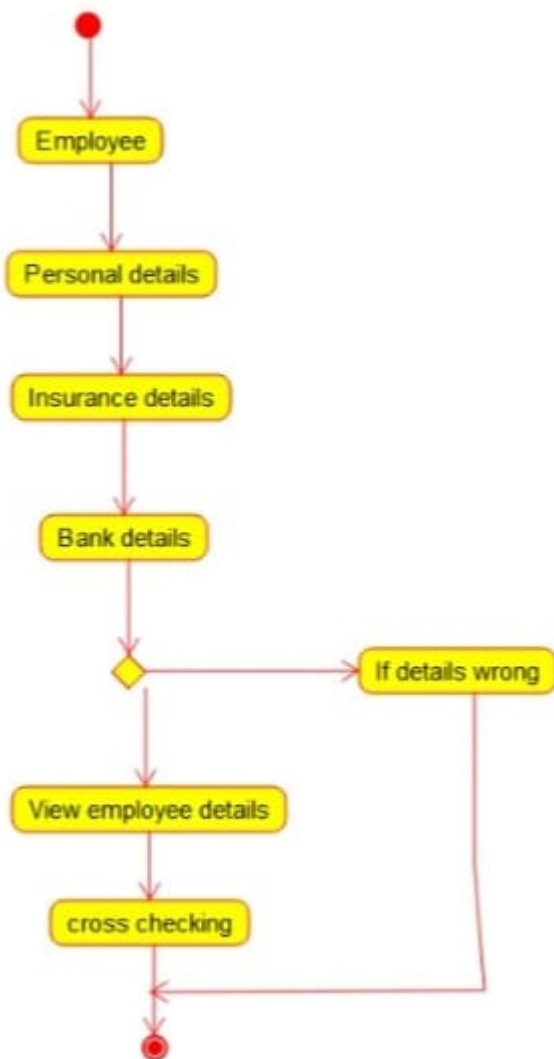 Employee
Personal details
Insurance details
Bank details
If details wrong
View employee details
cross checking